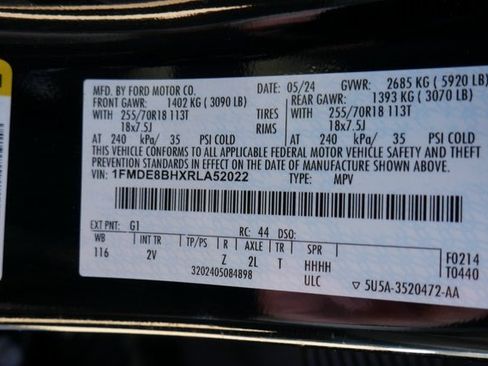 MFD. BY FORD MOTOR CO. DATE: 05/24 GVWR: 2685 KG ( 5920 LB)
FRONT GAWR: 1402 KG ( 3090 LB) REAR GAWR: 1393 KG ( 3070 LB)
WITH 255/70R18 113T TIRES WITH 255/70R18 113T
18x7.5J RIMS 18x7.5J
AT 240 kPa/ 35 PSI COLD AT 240 kPa/ 35 PSI COLD
THIS VEHICLE CONFORMS TO ALL APPLICABLE FEDERAL MOTOR VEHICLE SAFETY AND THEFT
PREVENTION STANDARDS IN EFFECT ON THE DATE OF MANUFACTURE SHOWN ABOVE.
VIN: 1FMDE8BHXRLA52022 TYPE: MPV
EXT PNT: G1 RC: 44 DSO:
WB INT TR TP/PS R AXLE TR SPR F0214
116 2V Z 2L T HHHH T0440
3202405084898 ULC ▽ 5U5A-3520472-AA